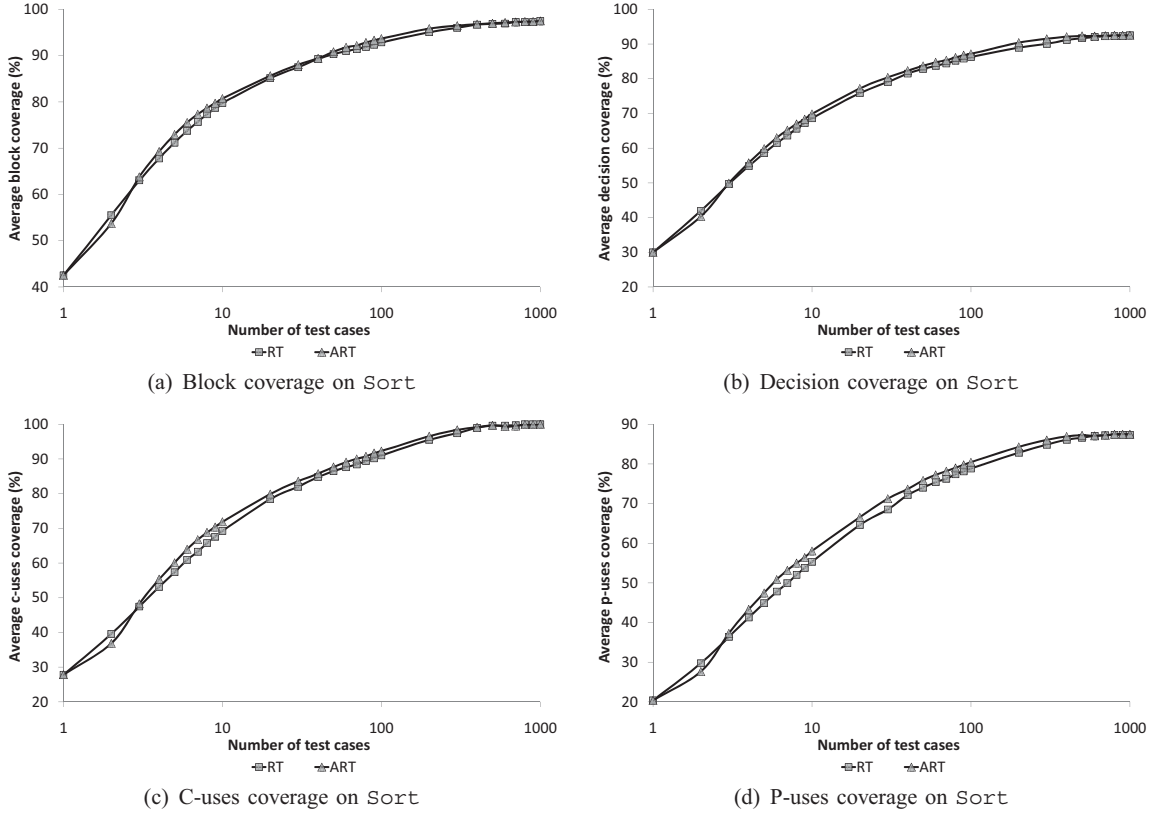 100
90
80
70
60
50
40
Average block coverage (%)
1 10 100 1000
Number of test cases
RT ART
(a) Block coverage on Sort
100
90
80
70
60
50
40
30
20
Average decision coverage (%)
1 10 100 1000
Number of test cases
RT ART
(b) Decision coverage on Sort
100
90
80
70
60
50
40
30
20
Average c-uses coverage (%)
1 10 100 1000
Number of test cases
RT ART
(c) C-uses coverage on Sort
90
80
70
60
50
40
30
20
Average p-uses coverage (%)
1 10 100 1000
Number of test cases
RT ART
(d) P-uses coverage on Sort